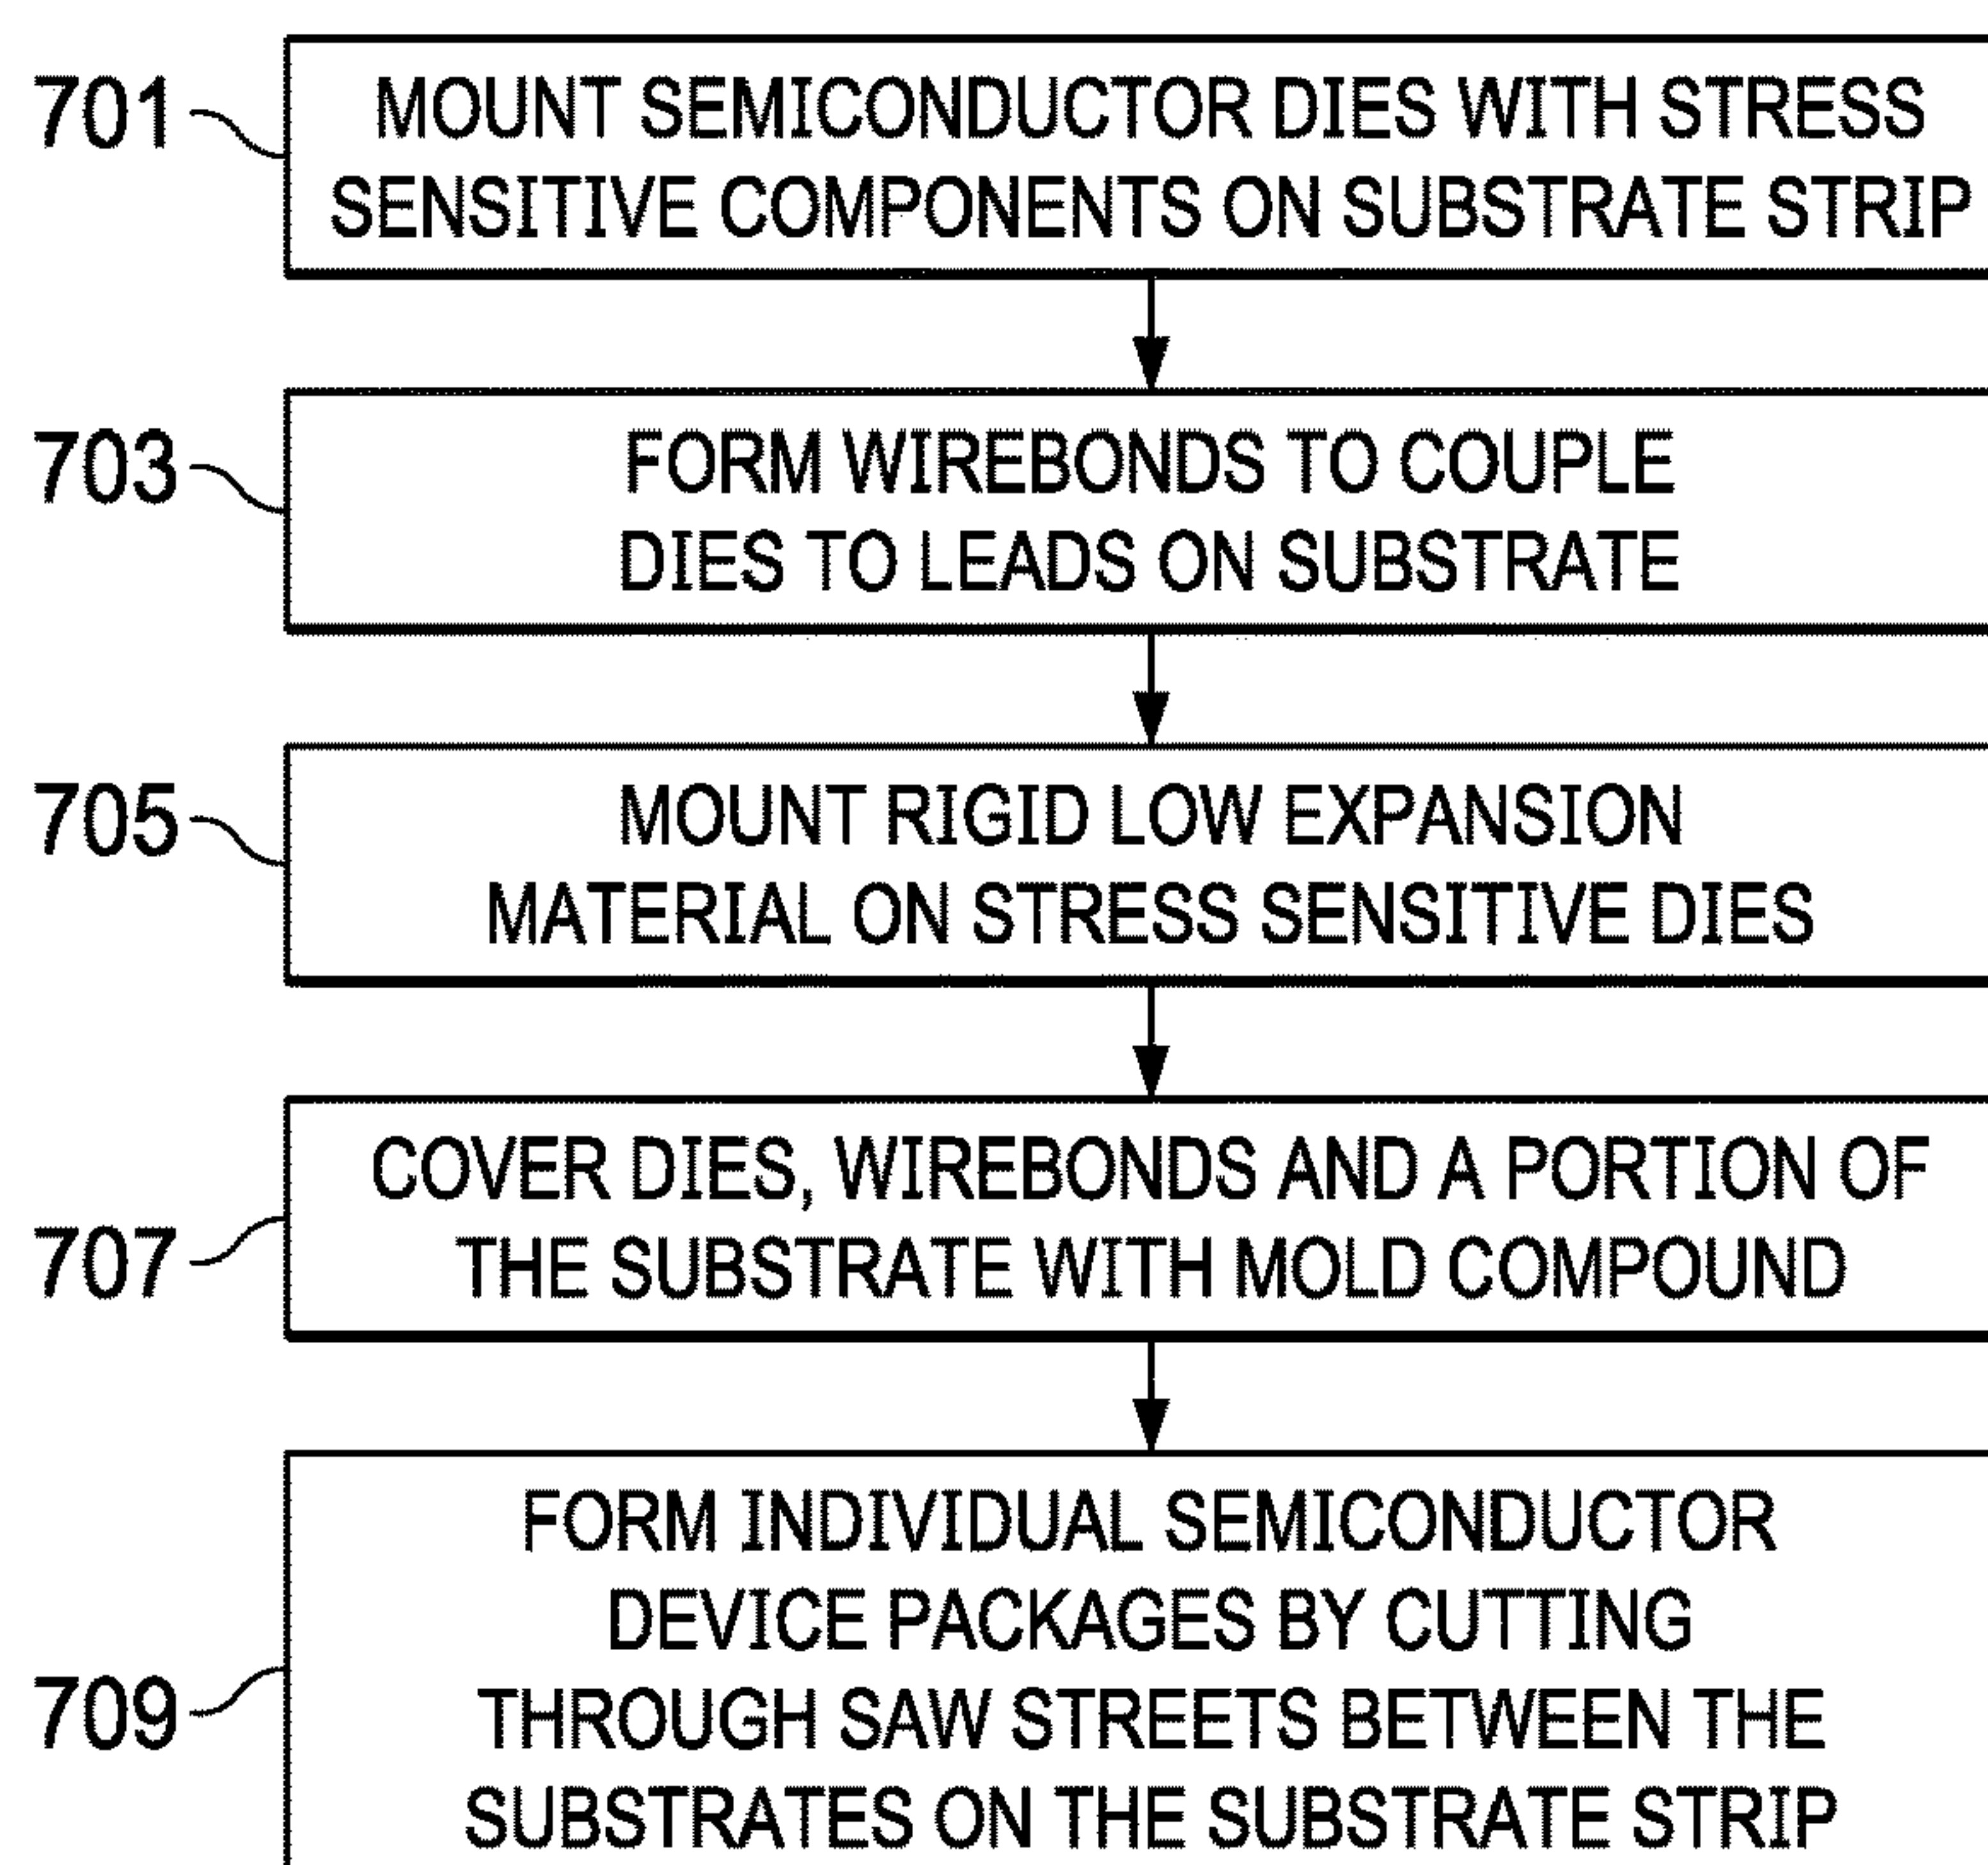 701
MOUNT SEMICONDUCTOR DIES WITH STRESS
SENSITIVE COMPONENTS ON SUBSTRATE STRIP
703
FORM WIREBONDS TO COUPLE
DIES TO LEADS ON SUBSTRATE
705
MOUNT RIGID LOW EXPANSION
MATERIAL ON STRESS SENSITIVE DIES
707
COVER DIES, WIREBONDS AND A PORTION OF
THE SUBSTRATE WITH MOLD COMPOUND
709
FORM INDIVIDUAL SEMICONDUCTOR
DEVICE PACKAGES BY CUTTING
THROUGH SAW STREETS BETWEEN THE
SUBSTRATES ON THE SUBSTRATE STRIP